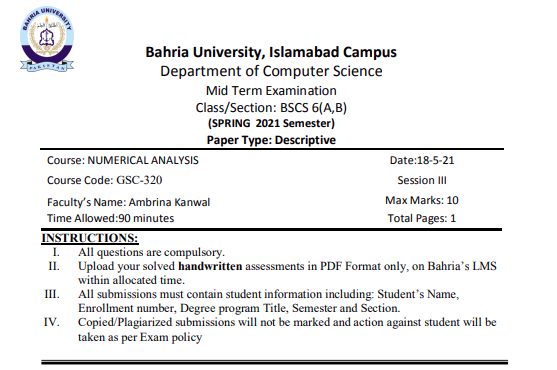 BAHRIA UNIVERSITY
PAKISTAN
Bahria University, Islamabad Campus
Department of Computer Science
Mid Term Examination
Class/Section: BSCS 6(A,B)
(SPRING 2021 Semester)
Paper Type: Descriptive
Course: NUMERICAL ANALYSIS Date:18-5-21
Course Code: GSC-320 Session III
Faculty's Name: Ambrina Kanwal Max Marks: 10
Time Allowed:90 minutes Total Pages: 1
INSTRUCTIONS:
I. All questions are compulsory.
II. Upload your solved handwritten assessments in PDF Format only, on Bahria's LMS
within allocated time.
III. All submissions must contain student information including: Student's Name,
Enrollment number, Degree program Title, Semester and Section.
IV. Copied/Plagiarized submissions will not be marked and action against student will be
taken as per Exam policy